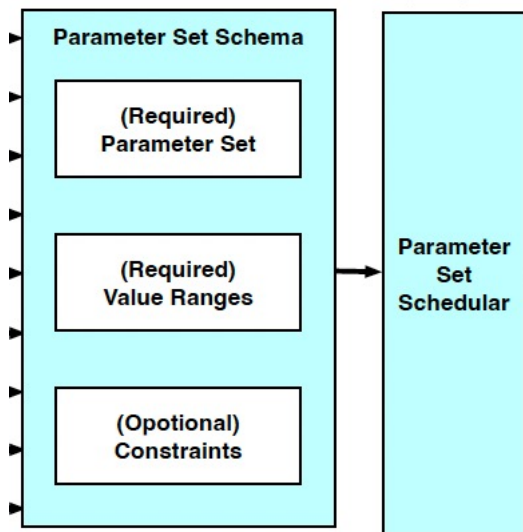 Parameter Set Schema
(Required)
Parameter Set
(Required)
Value Ranges
(Opotional)
Constraints
Parameter
Set
Schedular